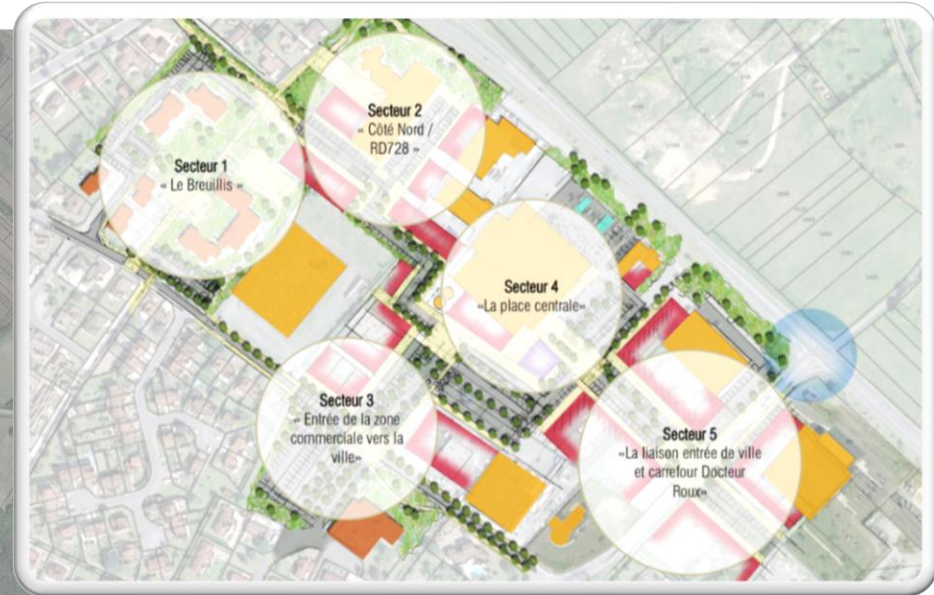 Secteur 1
« Le Breuillis »
Secteur 2
« Côté Nord /
RD728 »
Secteur 4
«La place centrale»
Secteur 3
« Entrée de la zone
commerciale vers la
ville»
Secteur 5
«La liaison entrée de ville
et carrefour Docteur
Roux»